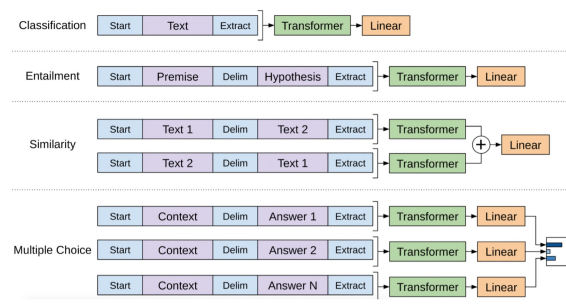 Classification Start Text Extract Transformer Linear
Entailment Start Premise Delim Hypothesis Extract Transformer Linear
Similarity
Start Text 1 Delim Text 2 Extract Transformer
+ Linear
Start Text 2 Delim Text 1 Extract Transformer
Multiple Choice
Start Context Delim Answer 1 Extract Transformer Linear
Start Context Delim Answer 2 Extract Transformer Linear
Start Context Delim Answer N Extract Transformer Linear